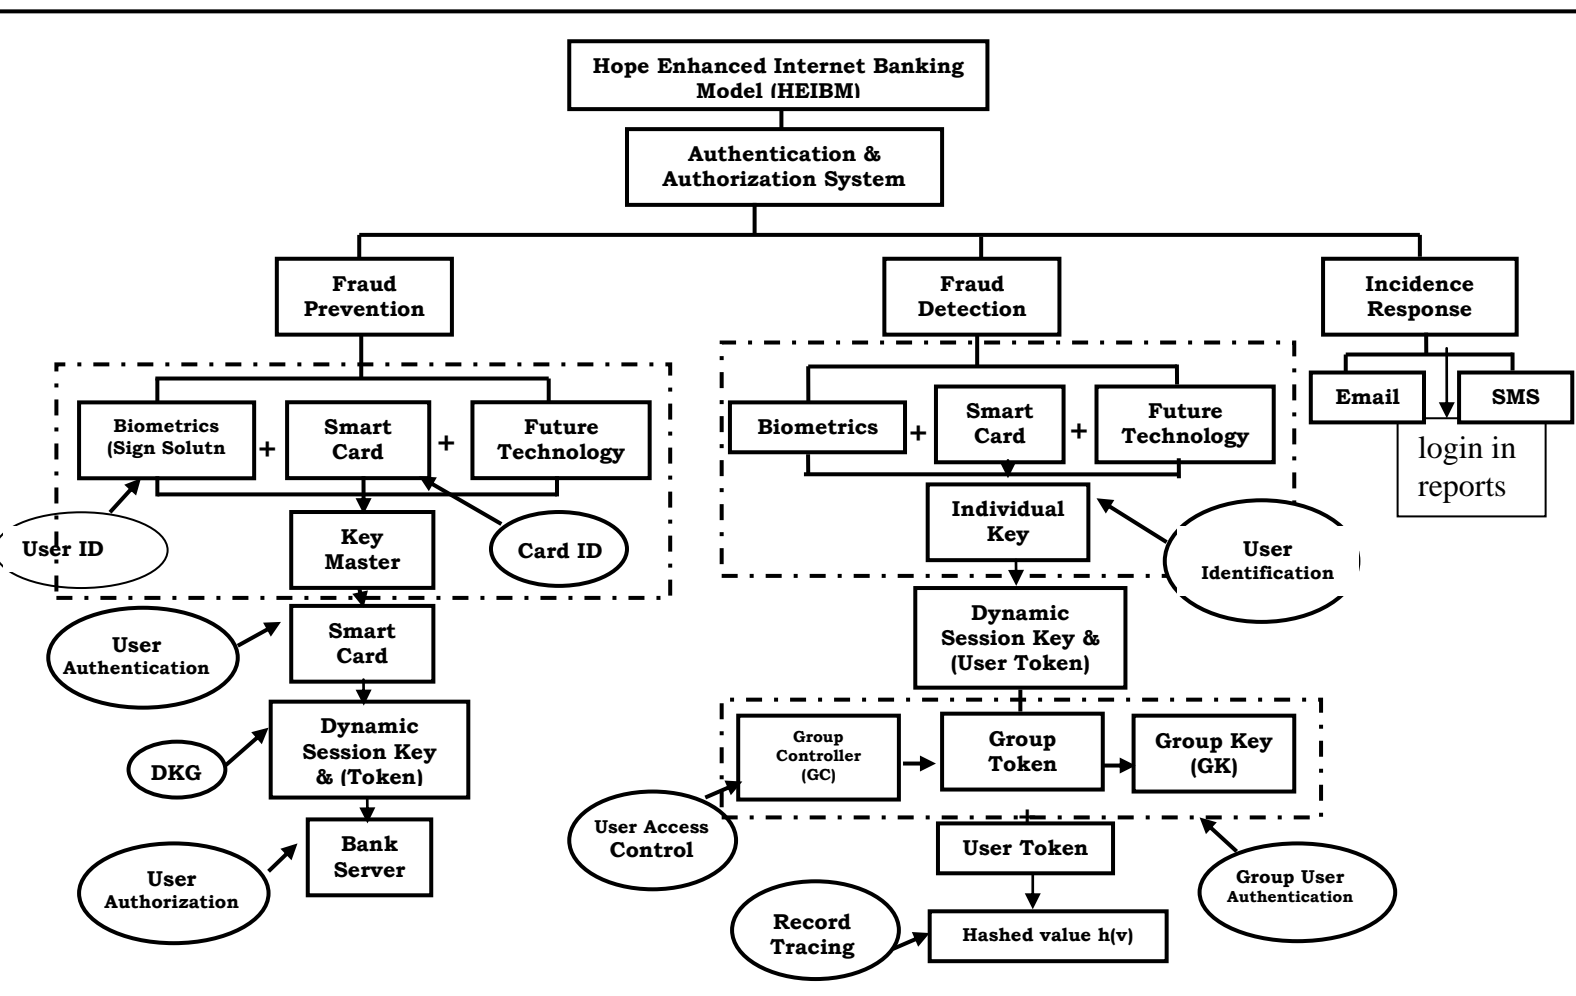 Hope Enhanced Internet Banking
Model (HEIBM)
Authentication &
Authorization System
Fraud
Prevention
Fraud
Detection
Incidence
Response
Biometrics
(Sign Solutn
+
Smart
Card
+
Future
Technology
Biometrics
+
Smart
Card
+
Future
Technology
Email
SMS
login in
reports
User ID
Key
Master
Card ID
Individual
Key
User
Identification
User
Authentication
Smart
Card
Dynamic
Session Key &
(User Token)
DKG
Dynamic
Session Key
& (Token)
Group
Controller
(GC)
Group
Token
Group Key
(GK)
User Access
Control
User
Authorization
Bank
Server
User Token
Group User
Authentication
Record
Tracing
Hashed value h(v)